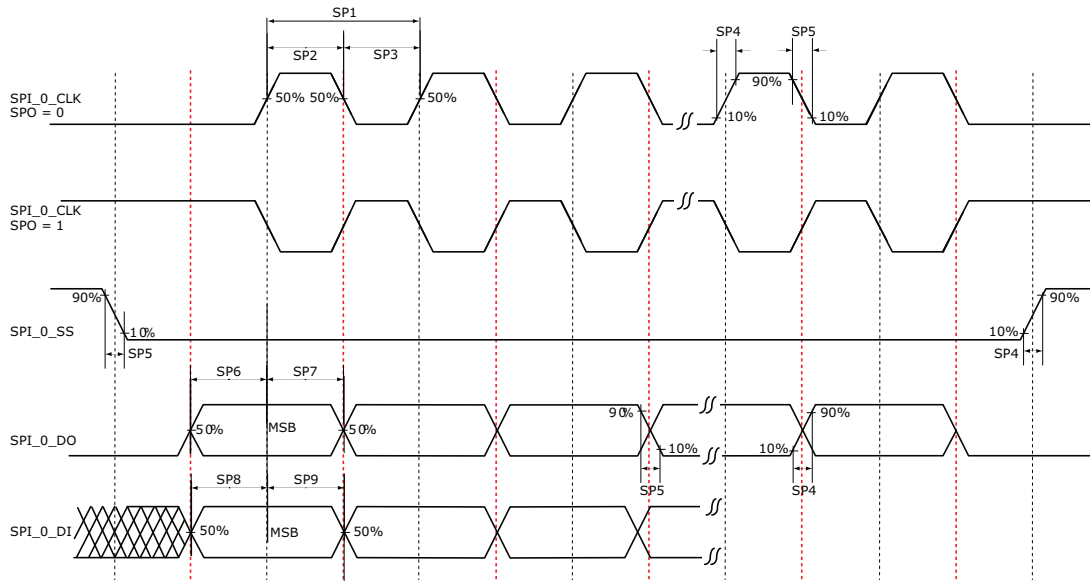 SP1
SP4 SP5
SP2 SP3
90%
SPI_0_CLK
SPO = 0
50% 50% 50%
10% 10%
SPI_0_CLK
SPO = 1
90% 90%
SPI_0_SS
10% 10%
SP5 SP4
SP6 SP7
90% 90%
SPI_0_DO
50% MSB 50%
10% 10%
SP5 SP4
SP8 SP9
SPI_0_DI
50% MSB 50%